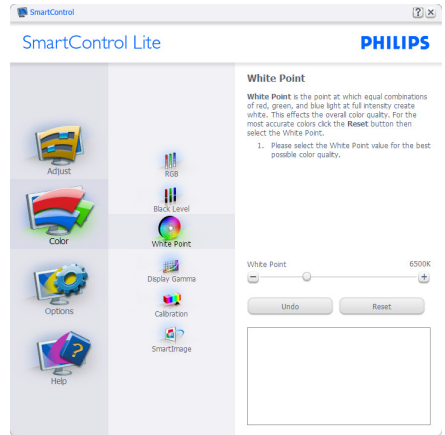 SmartControl
SmartControl Lite
PHILIPS
Adjust
Color
Options
Help
RGB
Black Level
White Point
Display Gamma
Calibration
SmartImage
White Point
White Point is the point at which equal combinations
of red, green, and blue light at full intensity create
white. This effects the overall color quality. For the
most accurate colors click the Reset button then
select the White Point.
1. Please select the White Point value for the best
possible color quality.
White Point 6500K
Undo Reset